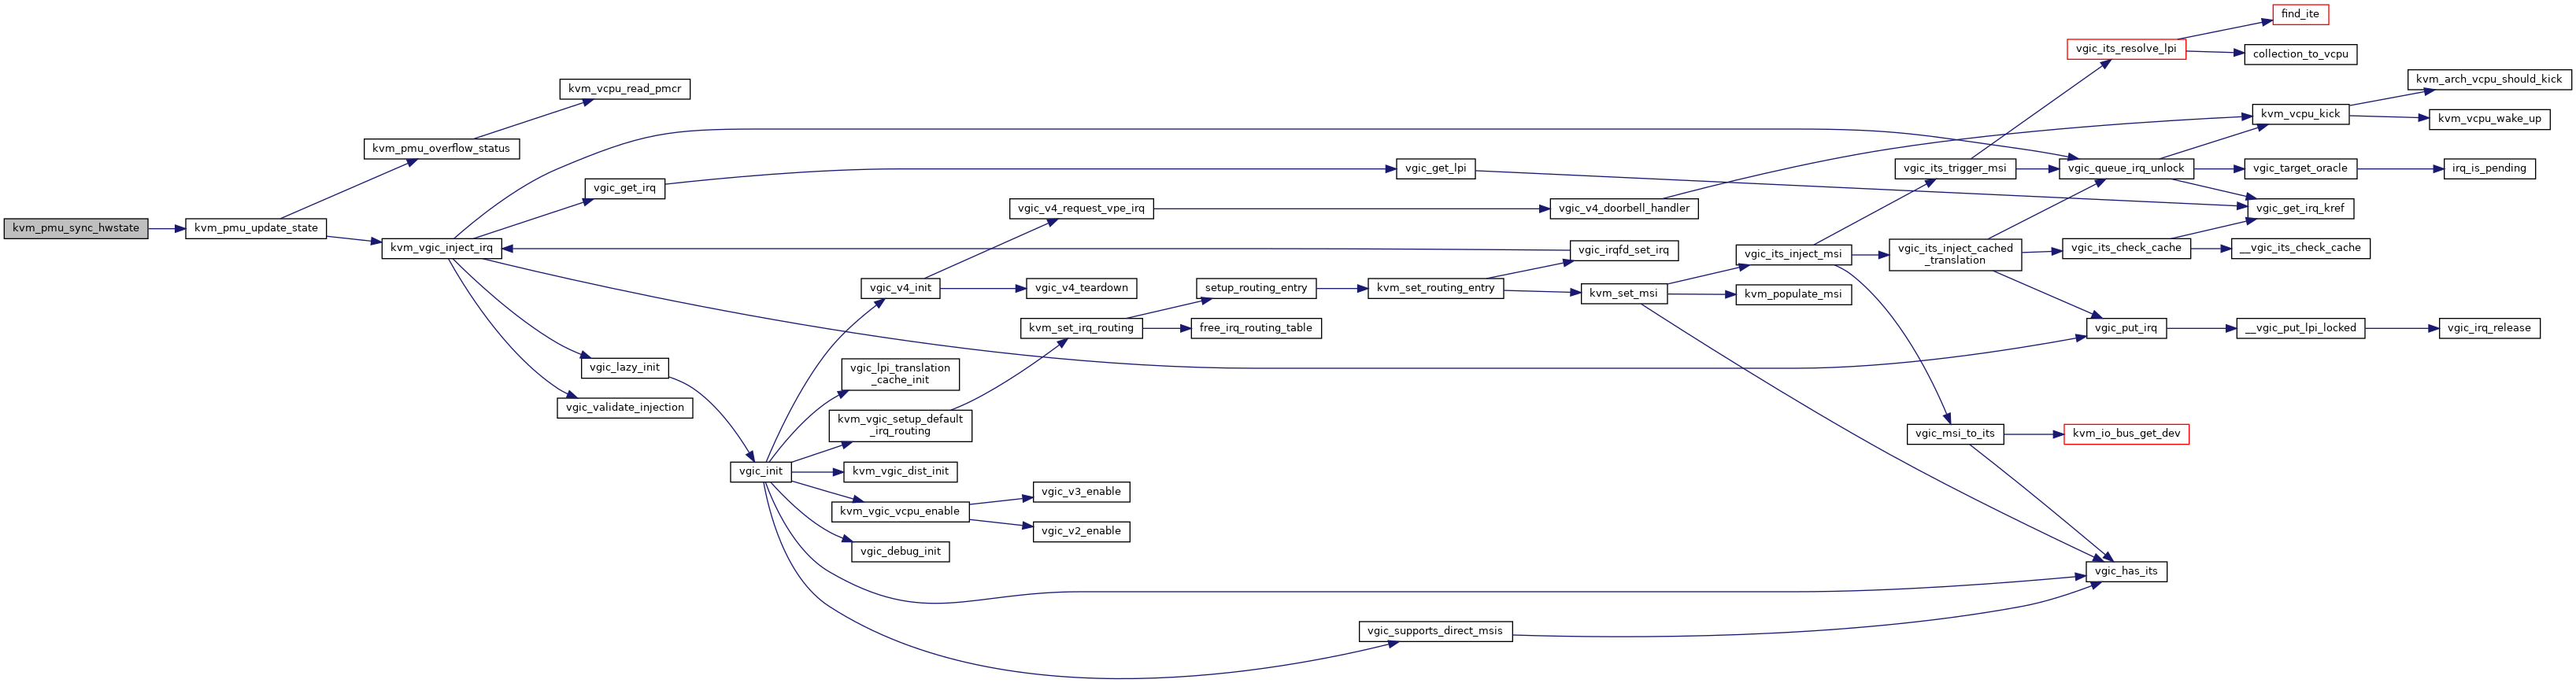 find_ite
vgic_its_resolve_lpi
collection_to_vcpu
kvm_vcpu_read_pmcr
kvm_arch_vcpu_should_kick
kvm_vcpu_kick
kvm_vcpu_wake_up
kvm_pmu_overflow_status
vgic_get_lpi
vgic_its_trigger_msi
vgic_queue_irq_unlock
vgic_target_oracle
irq_is_pending
vgic_get_irq
vgic_v4_request_vpe_irq
vgic_v4_doorbell_handler
vgic_get_irq_kref
kvm_pmu_sync_hwstate
kvm_pmu_update_state
kvm_vgic_inject_irq
vgic_irqfd_set_irq
vgic_its_inject_msi
vgic_its_inject_cached
_translation
vgic_its_check_cache
__vgic_its_check_cache
vgic_v4_init
vgic_v4_teardown
setup_routing_entry
kvm_set_routing_entry
kvm_set_msi
kvm_populate_msi
kvm_set_irq_routing
free_irq_routing_table
vgic_put_irq
__vgic_put_lpi_locked
vgic_irq_release
vgic_lazy_init
vgic_lpi_translation
_cache_init
vgic_validate_injection
kvm_vgic_setup_default
_irq_routing
vgic_msi_to_its
kvm_io_bus_get_dev
vgic_init
kvm_vgic_dist_init
vgic_v3_enable
kvm_vgic_vcpu_enable
vgic_v2_enable
vgic_debug_init
vgic_has_its
vgic_supports_direct_msis